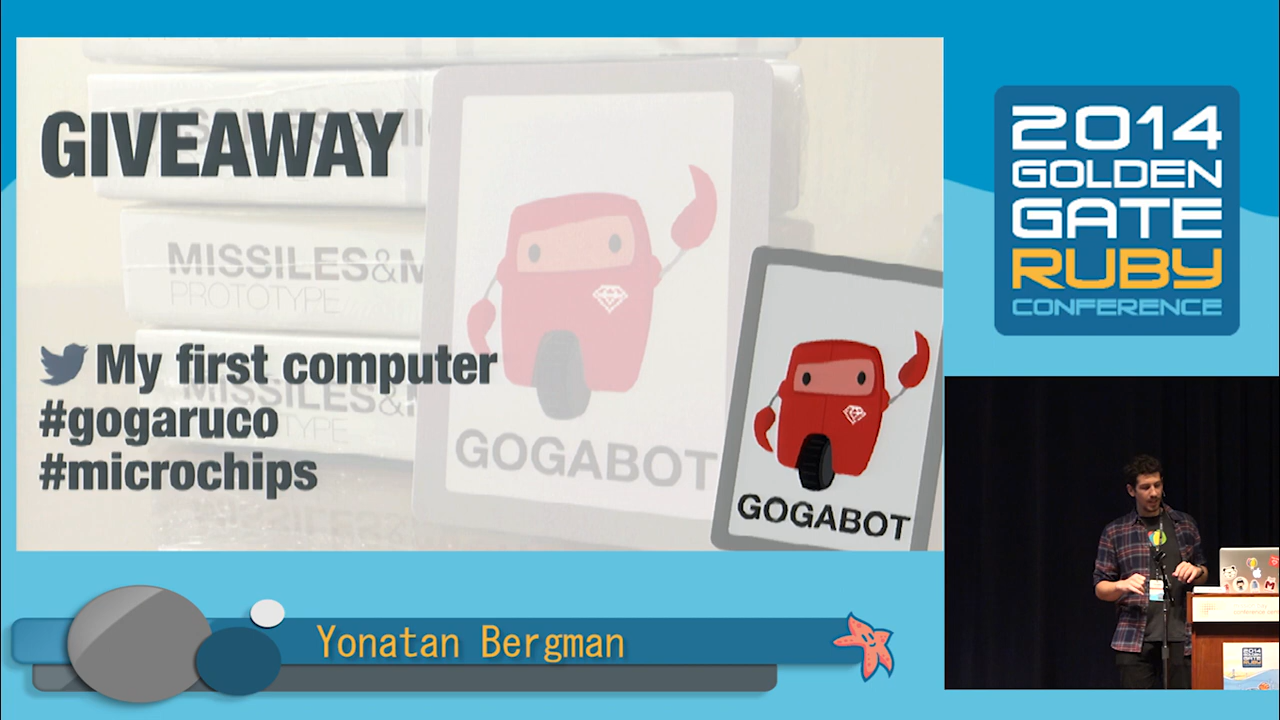 GIVEAWAY
MISSILES&M
PROTOTYPE
My first computer
#gogaruco
#microchips
GOGABOT
GOGABOT
2014
GOLDEN
GATE
RUBY
CONFERENCE
Yonatan Bergman